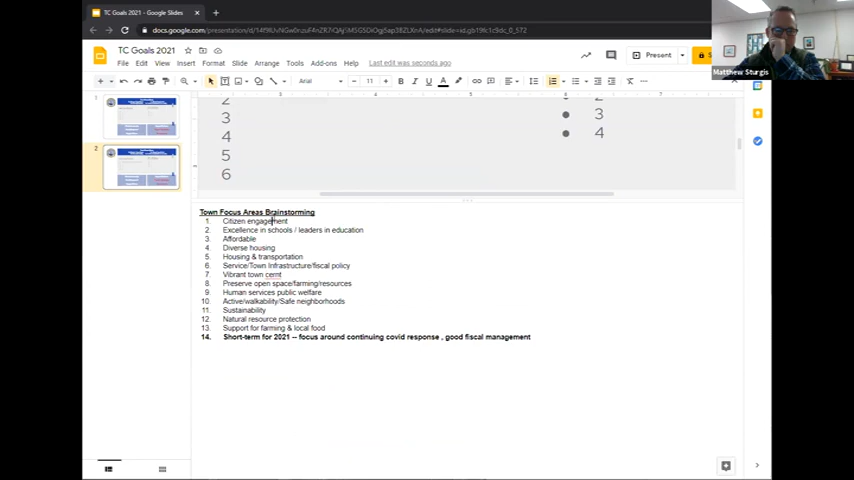 TC Goals 2021 - Google Slides
docs.google.com
TC Goals 2021
File Edit View Insert Format Slide Arrange Tools Add-ons Help Last edit was seconds ago
Present
S
Arial
11
Matthew Sturgis
1
2
2
3
4
5
6
2
3
4
Town Focus Areas Brainstorming
1. Citizen engagement
2. Excellence in schools / leaders in education
3. Affordable
4. Diverse housing
5. Housing & transportation
6. Service/Town Infrastructure/fiscal policy
7. Vibrant town cernt
8. Preserve open space/farming/resources
9. Human services public welfare
10. Active/walkability/Safe neighborhoods
11. Sustainability
12. Natural resource protection
13. Support for farming & local food
14. Short-term for 2021 -- focus around continuing covid response , good fiscal management